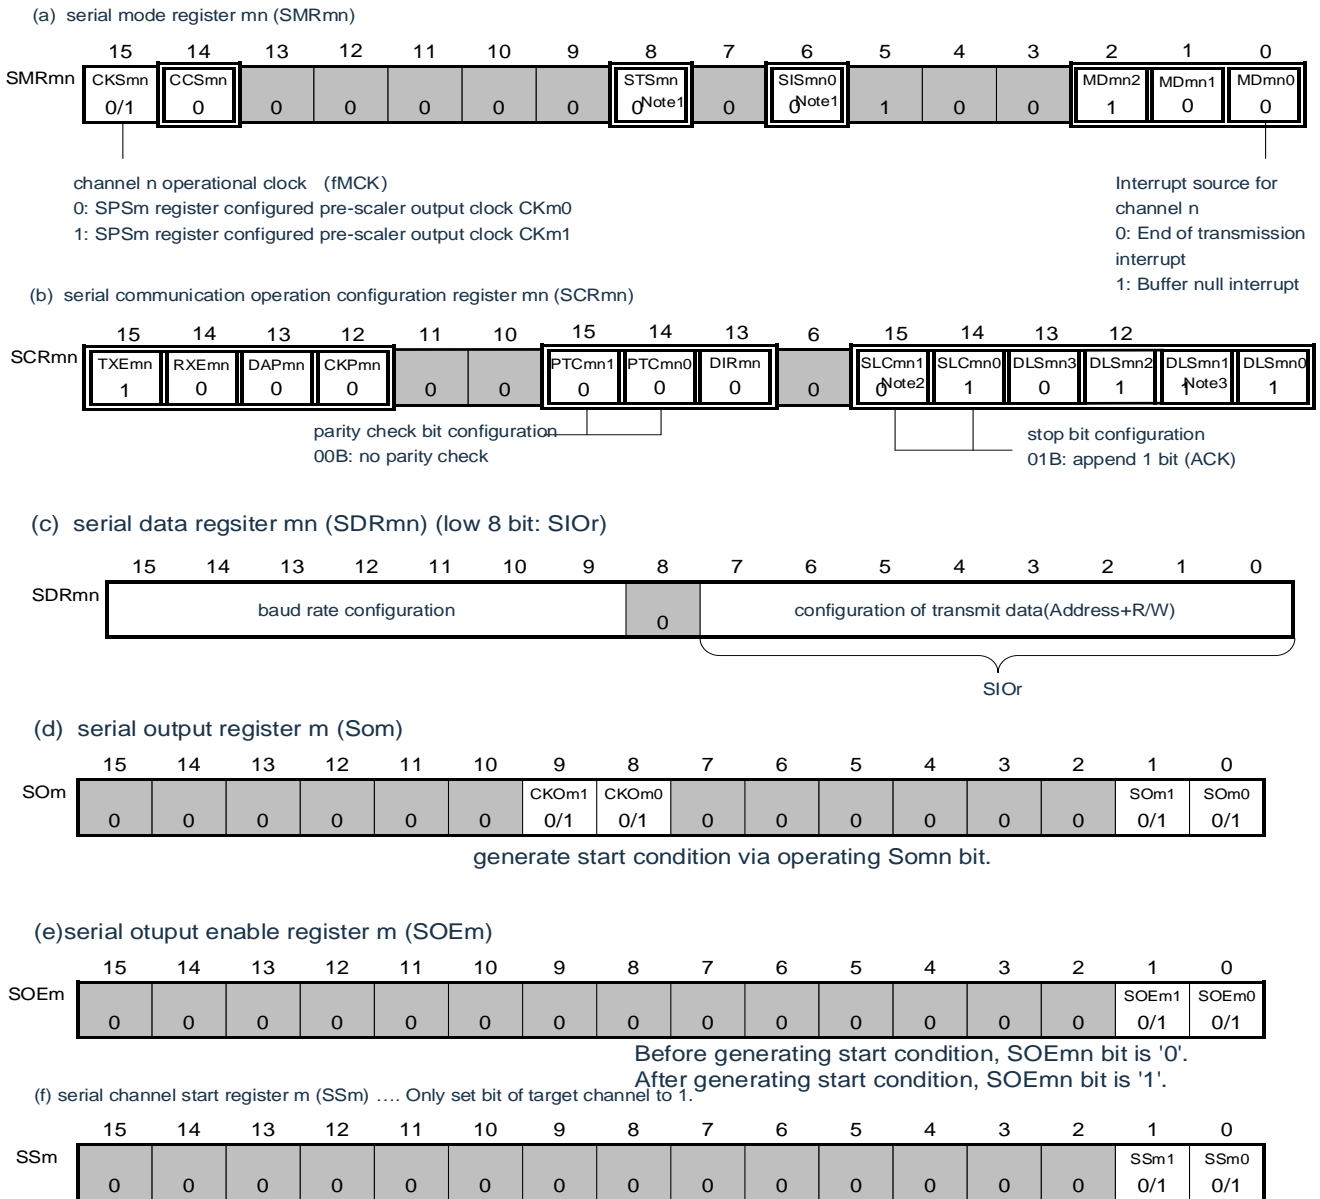 (a) serial mode register mn (SMRmn)
15 14 13 12 11 10 9 8 7 6 5 4 3 2 1 0
SMRmn CKSmn CCSmn STSmn SISmn0 MDmn2 MDmn1 MDmn0
0/1 0 0 0 0 0 0 0Note1 0 0Note1 1 0 0 1 0 0
channel n operational clock (fMCK)
0: SPSm register configured pre-scaler output clock CKm0
1: SPSm register configured pre-scaler output clock CKm1
Interrupt source for
channel n
0: End of transmission
interrupt
1: Buffer null interrupt
(b) serial communication operation configuration register mn (SCRmn)
15 14 13 12 11 10 15 14 13 6 15 14 13 12
SCRmn TXEmn RXEmn DAPmn CKPmn PTCmn1 PTCmn0 DIRmn SLCmn1 SLCmn0 DLSmn3 DLSmn2 DLSmn1 DLSmn0
1 0 0 0 0 0 0 0 0 0 0Note2 1 0 1 1Note3 1
parity check bit configuration
00B: no parity check
stop bit configuration
01B: append 1 bit (ACK)
(c) serial data regsiter mn (SDRmn) (low 8 bit: SIOr)
15 14 13 12 11 10 9 8 7 6 5 4 3 2 1 0
SDRmn baud rate configuration 0 configuration of transmit data(Address+R/W)
SIOr
(d) serial output register m (Som)
15 14 13 12 11 10 9 8 7 6 5 4 3 2 1 0
SOm CKOm1 CKOm0 SOm1 SOm0
0 0 0 0 0 0 0/1 0/1 0 0 0 0 0 0 0/1 0/1
generate start condition via operating Somn bit.
(e)serial otuput enable register m (SOEm)
15 14 13 12 11 10 9 8 7 6 5 4 3 2 1 0
SOEm SOEm1 SOEm0
0 0 0 0 0 0 0 0 0 0 0 0 0 0 0/1 0/1
Before generating start condition, SOEmn bit is '0'.
After generating start condition, SOEmn bit is '1'.
(f) serial channel start register m (SSm) .... Only set bit of target channel to 1.
15 14 13 12 11 10 9 8 7 6 5 4 3 2 1 0
SSm SSm1 SSm0
0 0 0 0 0 0 0 0 0 0 0 0 0 0 0/1 0/1